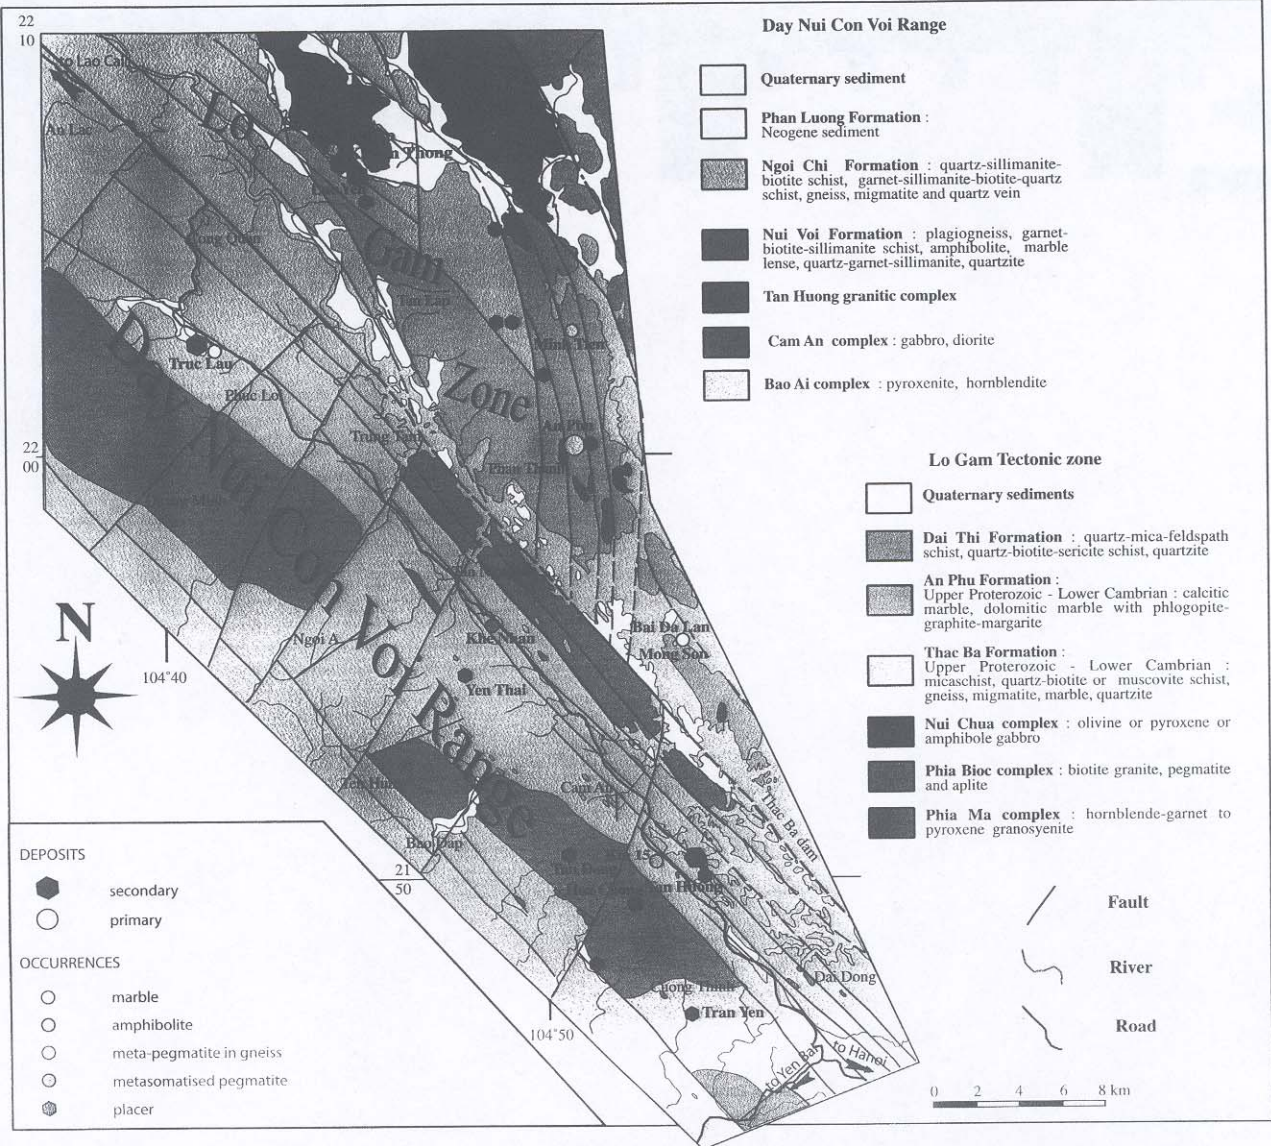 22
10
to Lao Cai
An Lac
Lo
Gam
Zone
Cong Quan
Tan Lap
Minh Tien
Truc Lau
Phuc Loi
Trung Tam
An Phu
Phan Thanh
22
00
Day Nui Con Voi Range
N
104°40
Ngoi A
Khe Nhan
Yen Thai
Bai Da Lan
Mong Son
Cam An
Thac Ba dam
Bao Dap
21
50
Km 15
Tan Dong
Tan Huong
Dai Dong
Cuong Thinh
Tran Yen
104°50
to Yen Bai
to Hanoi
Day Nui Con Voi Range
Quaternary sediment
Phan Luong Formation :
Neogene sediment
Ngoi Chi Formation : quartz-sillimanite-
biotite schist, garnet-sillimanite-biotite-quartz
schist, gneiss, migmatite and quartz vein
Nui Voi Formation : plagiogneiss, garnet-
biotite-sillimanite schist, amphibolite, marble
lense, quartz-garnet-sillimanite, quartzite
Tan Huong granitic complex
Cam An complex : gabbro, diorite
Bao Ai complex : pyroxenite, hornblendite
Lo Gam Tectonic zone
Quaternary sediments
Dai Thi Formation : quartz-mica-feldspath
schist, quartz-biotite-sericite schist, quartzite
An Phu Formation :
Upper Proterozoic - Lower Cambrian : calcitic
marble, dolomitic marble with phlogopite-
graphite-margarite
Thac Ba Formation :
Upper Proterozoic - Lower Cambrian :
micaschist, quartz-biotite or muscovite schist,
gneiss, migmatite, marble, quartzite
Nui Chua complex : olivine or pyroxene or
amphibole gabbro
Phia Bioc complex : biotite granite, pegmatite
and aplite
Phia Ma complex : hornblende-garnet to
pyroxene granosyenite
Fault
River
Road
0 2 4 6 8 km
DEPOSITS
secondary
primary
OCCURRENCES
marble
amphibolite
meta-pegmatite in gneiss
metasomatised pegmatite
placer